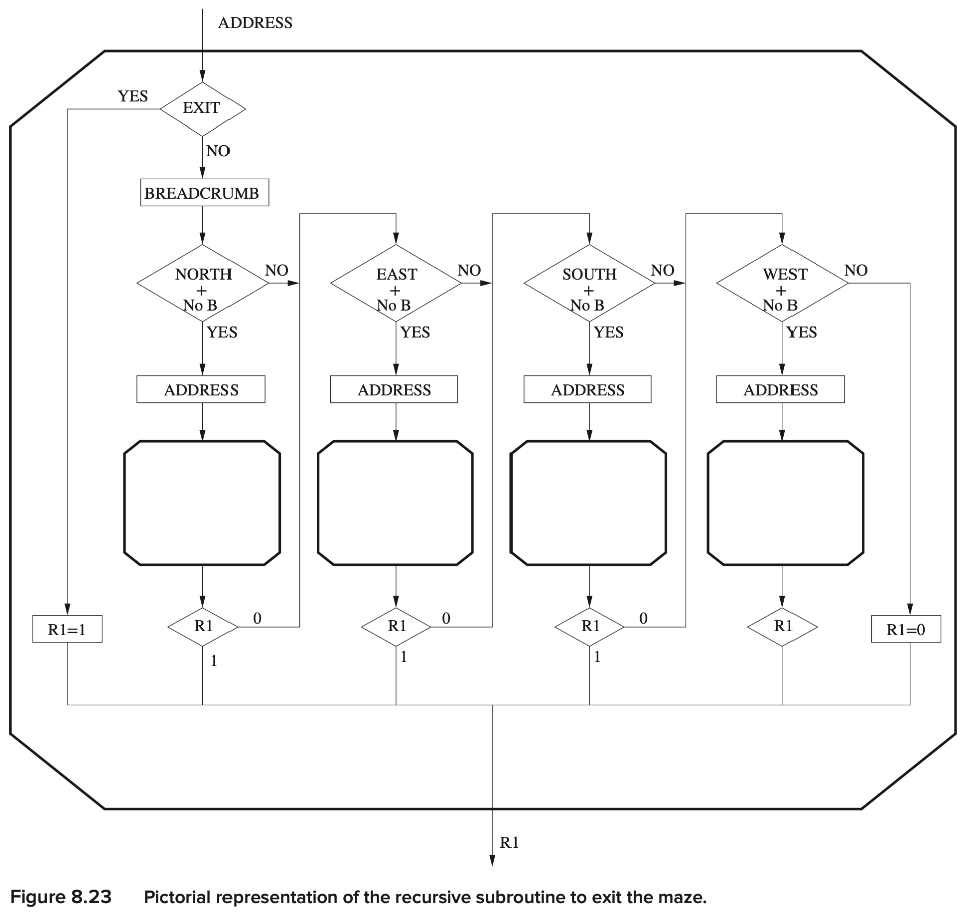 ADDRESS
YES
EXIT
NO
BREADCRUMB
NORTH
+
No B
NO
YES
EAST
+
No B
NO
YES
SOUTH
+
No B
NO
YES
WEST
+
No B
NO
YES
ADDRESS
ADDRESS
ADDRESS
ADDRESS
R1=1
R1
0
1
R1
0
1
R1
0
1
R1
R1=0
R1
Figure 8.23 Pictorial representation of the recursive subroutine to exit the maze.